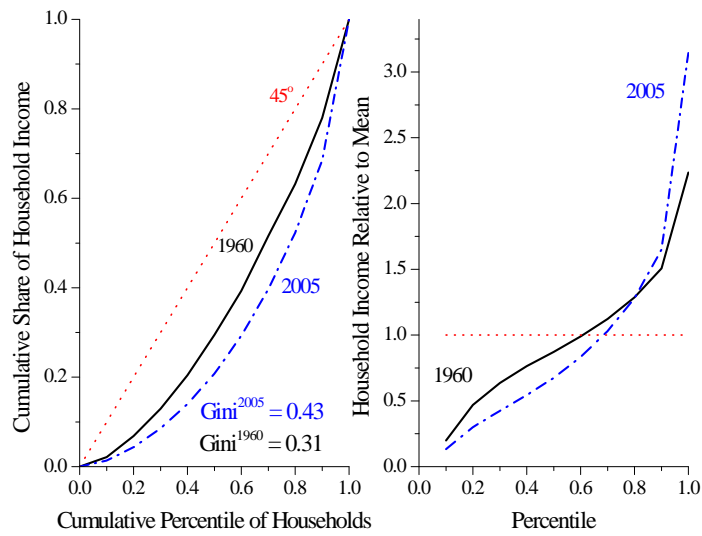 1.0
0.8
0.6
0.4
0.2
0.0
Cumulative Share of Household Income
45°
1960
2005
Gini²⁰⁰⁵ = 0.43
Gini¹⁹⁶⁰ = 0.31
0.0 0.2 0.4 0.6 0.8 1.0
Cumulative Percentile of Households
3.0
2.5
2.0
1.5
1.0
0.5
0.0
Household Income Relative to Mean
2005
1960
0.0 0.2 0.4 0.6 0.8 1.0
Percentile